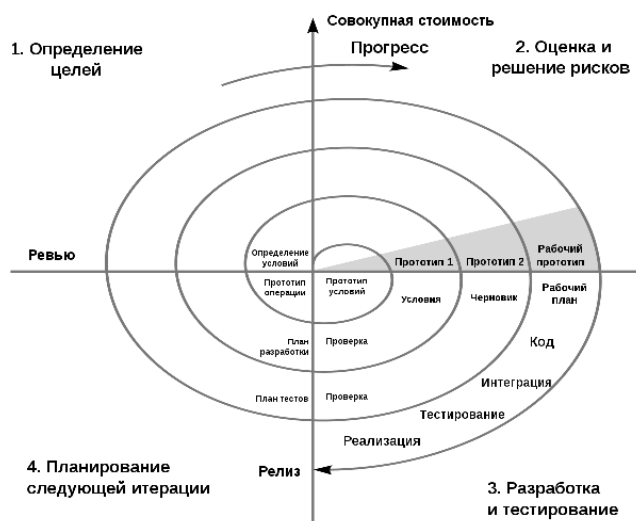 Совокупная стоимость
1. Определение
целей
Прогресс
2. Оценка и
решение рисков
Ревью
Определение
условий
Прототип 1
Прототип 2
Рабочий
прототип
Прототип
операции
Прототип
условий
Условия
Черновик
Рабочий
план
План
разработки
Проверка
Код
Интеграция
План тестов
Проверка
Тестирование
Реализация
4. Планирование
следующей итерации
Релиз
3. Разработка
и тестирование